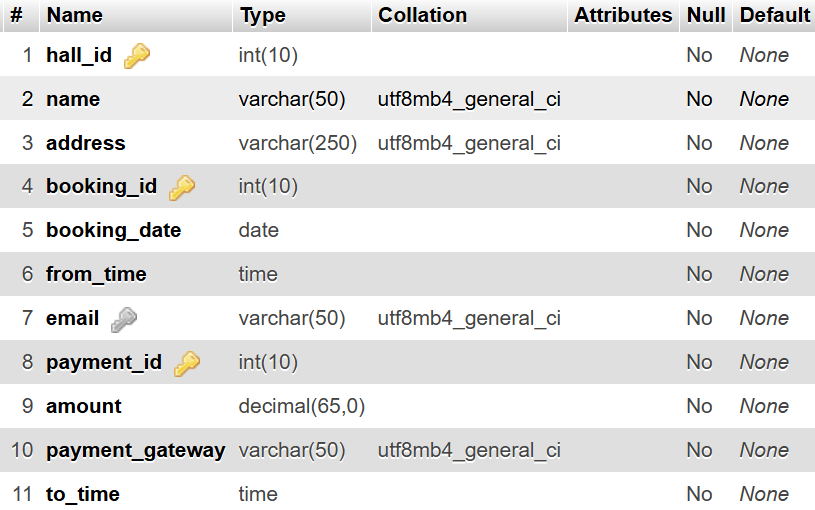 # Name Type Collation Attributes Null Default
1 hall_id int(10) No None
2 name varchar(50) utf8mb4_general_ci No None
3 address varchar(250) utf8mb4_general_ci No None
4 booking_id int(10) No None
5 booking_date date No None
6 from_time time No None
7 email varchar(50) utf8mb4_general_ci No None
8 payment_id int(10) No None
9 amount decimal(65,0) No None
10 payment_gateway varchar(50) utf8mb4_general_ci No None
11 to_time time No None